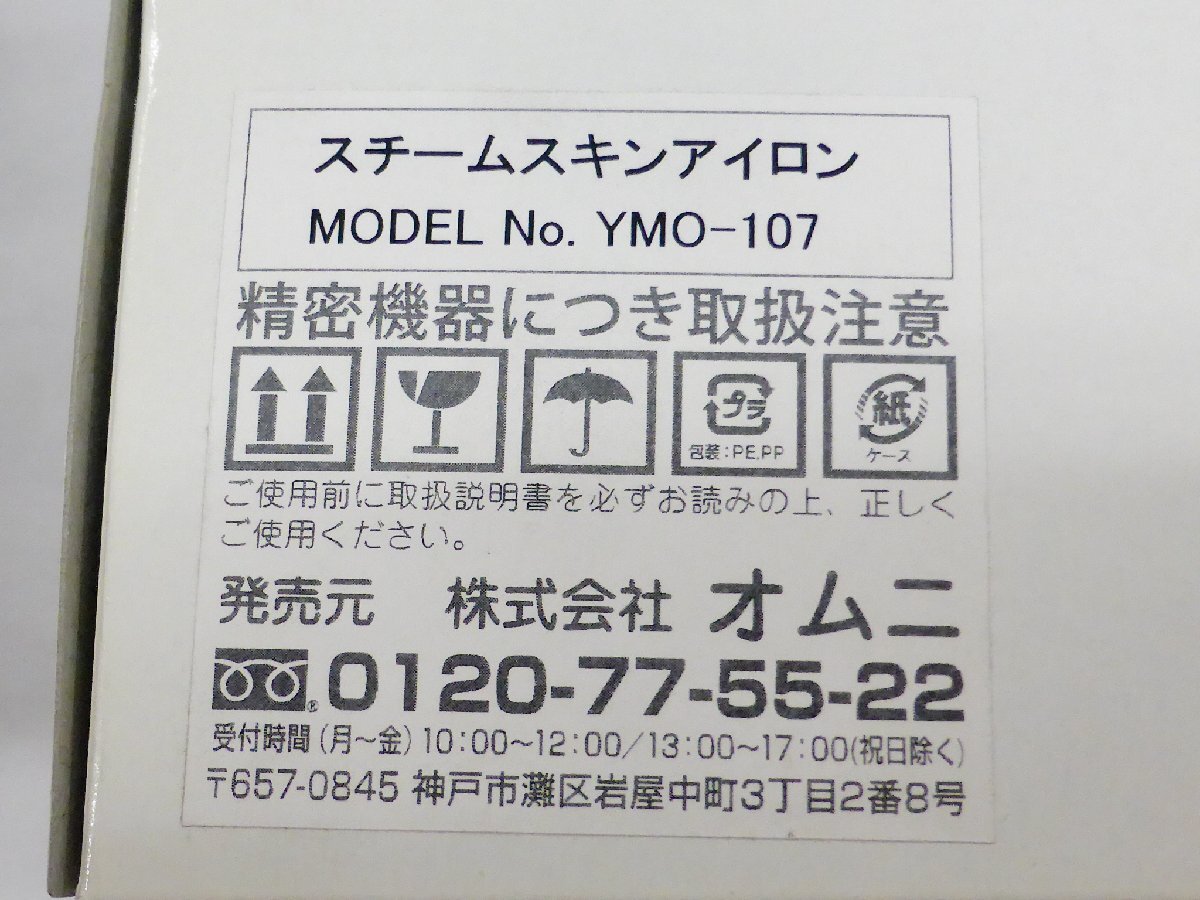 スチームスキンアイロン
MODEL No. YMO-107
精密機器につき取扱注意
プラ
包装:PE,PP
紙
ケース
ご使用前に取扱説明書を必ずお読みの上、正しく
ご使用ください。
発売元 株式会社 オムニ
®0120-77-55-22
受付時間(月~金)10:00~12:00/13:00~17:00(祝日除く)
〒657-0845 神戸市灘区岩屋中町3丁目2番8号